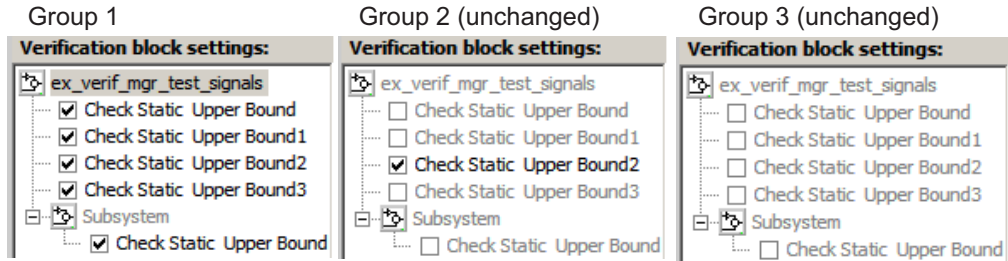 Group 1
Verification block settings:
ex_verif_mgr_test_signals
Check Static Upper Bound
Check Static Upper Bound1
Check Static Upper Bound2
Check Static Upper Bound3
Subsystem
Check Static Upper Bound
Group 2 (unchanged)
Verification block settings:
ex_verif_mgr_test_signals
Check Static Upper Bound
Check Static Upper Bound1
Check Static Upper Bound2
Check Static Upper Bound3
Subsystem
Check Static Upper Bound
Group 3 (unchanged)
Verification block settings:
ex_verif_mgr_test_signals
Check Static Upper Bound
Check Static Upper Bound1
Check Static Upper Bound2
Check Static Upper Bound3
Subsystem
Check Static Upper Bound